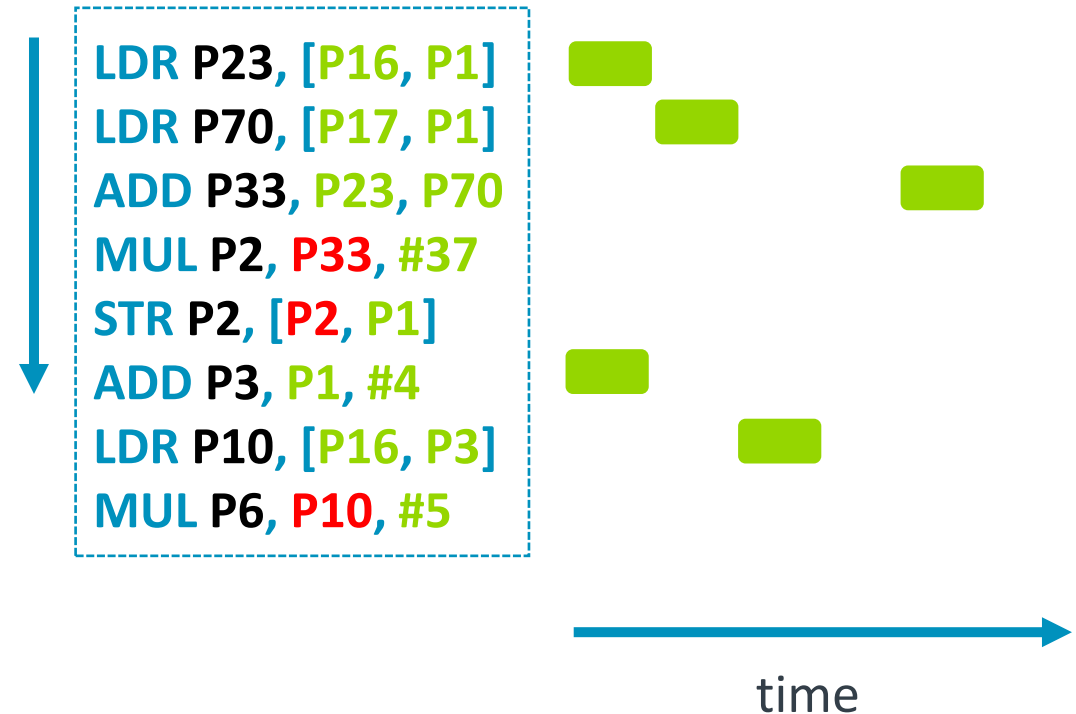 LDR P23, [P16, P1]
LDR P70, [P17, P1]
ADD P33, P23, P70
MUL P2, P33, #37
STR P2, [P2, P1]
ADD P3, P1, #4
LDR P10, [P16, P3]
MUL P6, P10, #5
time